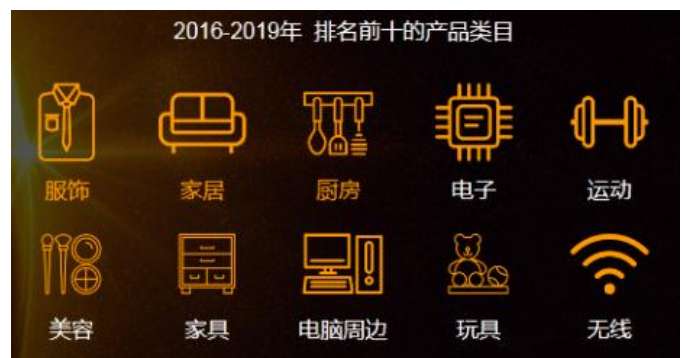 2016-2019年 排名前十的产品类目
服饰 家居 厨房 电子 运动
美容 家具 电脑周边 玩具 无线